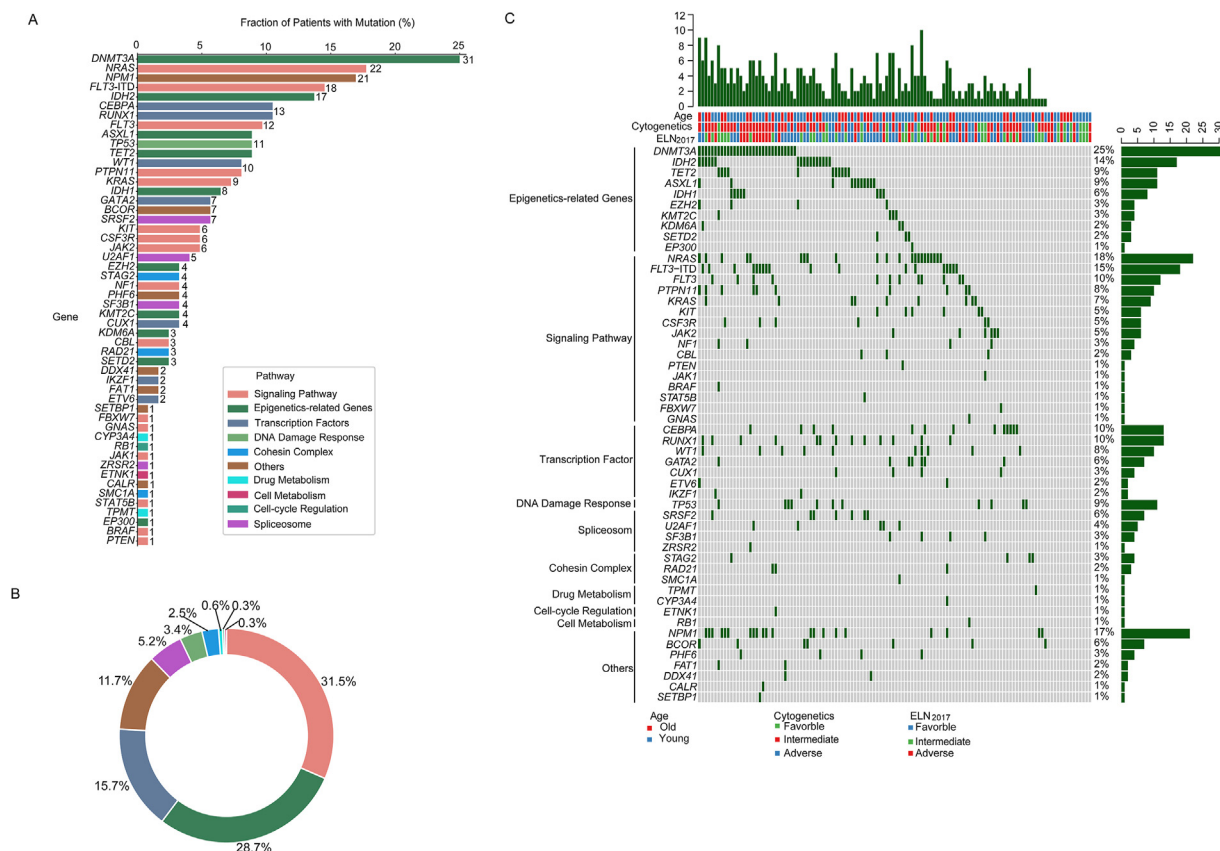 A
Fraction of Patients with Mutation (%)
0 5 10 15 20 25
DNMT3A 31
NRAS 22
NPM1 21
FLT3-ITD 18
IDH2 17
CEBPA
RUNX1 13
FLT3 12
ASXL1
TP53 11
TET2
WT1
PTPN11 10
KRAS 9
IDH1 8
GATA2 7
BCOR 7
SRSF2 7
KIT 6
CSF3R 6
JAK2 6
U2AF1 5
EZH2 4
STAG2 4
NF1 4
PHF6 4
SF3B1 4
KMT2C 4
CUX1 4
KDM6A 3
CBL 3
RAD21 3
SETD2 3
DDX41 2
IKZF1 2
FAT1 2
ETV6 2
SETBP1 1
FBXW7 1
GNAS 1
CYP3A4 1
RB1 1
JAK1 1
ZRSR2 1
ETNK1 1
CALR 1
SMC1A 1
STAT5B 1
TPMT 1
EP300 1
BRAF 1
PTEN 1
Gene
Pathway
Signaling Pathway
Epigenetics-related Genes
Transcription Factors
DNA Damage Response
Cohesin Complex
Others
Drug Metabolism
Cell Metabolism
Cell-cycle Regulation
Spliceosome
B
31.5%
28.7%
15.7%
11.7%
5.2%
3.4%
2.5%
0.6%
0.3%
0.3%
C
12
10
8
6
4
2
0
Age
Cytogenetics
ELN2017
0 5 10 15 20 25 30
Epigenetics-related Genes
DNMT3A 25%
IDH2 14%
TET2 9%
ASXL1 9%
IDH1 6%
EZH2 3%
KMT2C 3%
KDM6A 2%
SETD2 2%
EP300 1%
Signaling Pathway
NRAS 18%
FLT3-ITD 15%
FLT3 10%
PTPN11 8%
KRAS 7%
KIT 5%
CSF3R 5%
JAK2 5%
NF1 3%
CBL 2%
PTEN 1%
JAK1 1%
BRAF 1%
STAT5B 1%
FBXW7 1%
GNAS 1%
Transcription Factor
CEBPA 10%
RUNX1 10%
WT1 8%
GATA2 6%
CUX1 3%
ETV6 2%
IKZF1 2%
DNA Damage Response
TP53 9%
Spliceosom
SRSF2 6%
U2AF1 4%
SF3B1 3%
ZRSR2 1%
Cohesin Complex
STAG2 3%
RAD21 2%
SMC1A 1%
Drug Metabolism
TPMT 1%
CYP3A4 1%
Cell-cycle Regulation
ETNK1 1%
Cell Metabolism
RB1 1%
Others
NPM1 17%
BCOR 6%
PHF6 3%
FAT1 2%
DDX41 2%
CALR 1%
SETBP1 1%
Age
Old
Young
Cytogenetics
Favorble
Intermediate
Adverse
ELN2017
Favorble
Intermediate
Adverse